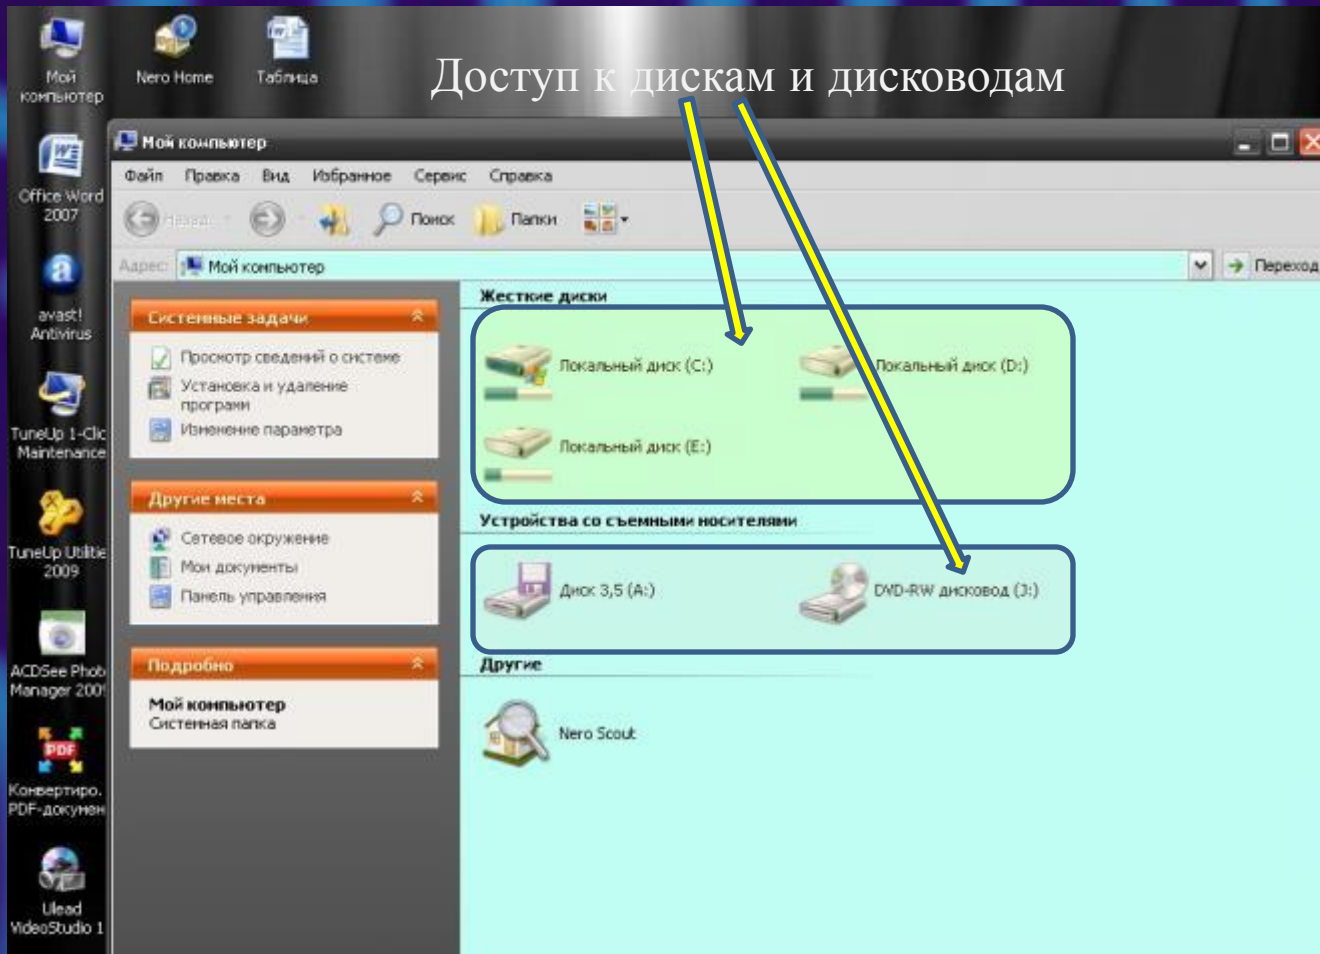 Доступ к дискам и дисководам
Мой
компьютер
Nero Home
Таблица
Office Word
2007
avast!
Antivirus
TuneUp 1-Clic
Maintenance
TuneUp Utilitie
2009
ACDSee Phot
Manager 2009
Конвертиро.
PDF-докумен
PDF
Ulead
VideoStudio 1
Мой компьютер
Файл Правка Вид Избранное Сервис Справка
Назад Поиск Папки
Адрес: Мой компьютер Переход
Системные задачи
Просмотр сведений о системе
Установка и удаление
программ
Изменение параметра
Другие места
Сетевое окружение
Мои документы
Панель управления
Подробно
Мой компьютер
Системная папка
Жесткие диски
Локальный диск (C:) Локальный диск (D:)
Локальный диск (E:)
Устройства со съемными носителями
Диск 3,5 (A:) DVD-RW дисковод (J:)
Другие
Nero Scout